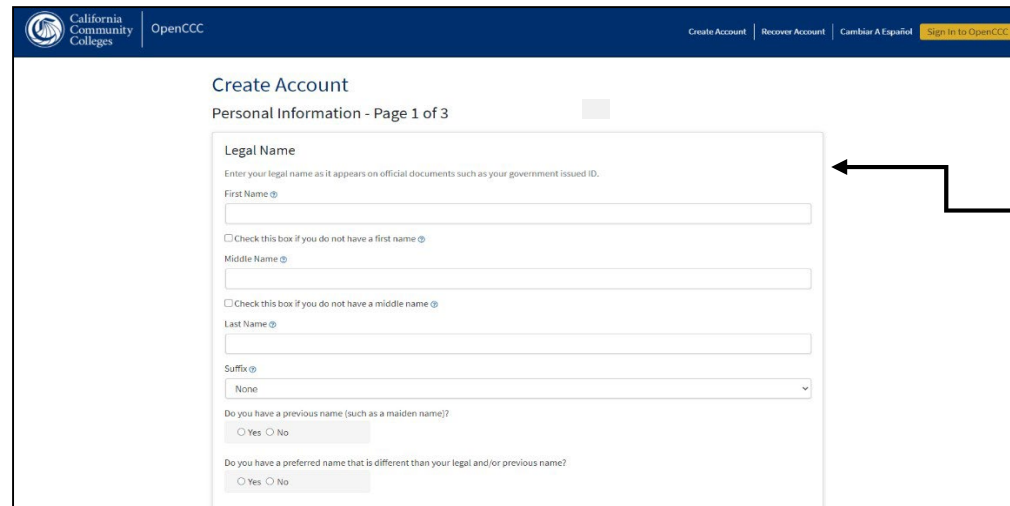 California
Community
Colleges
OpenCCC
Create Account
Recover Account
Cambiar A Español
Sign In to OpenCCC
Create Account
Personal Information - Page 1 of 3
Legal Name
Enter your legal name as it appears on official documents such as your government issued ID.
First Name
Check this box if you do not have a first name
Middle Name
Check this box if you do not have a middle name
Last Name
Suffix
None
Do you have a previous name (such as a maiden name)?
Yes No
Do you have a preferred name that is different than your legal and/or previous name?
Yes No